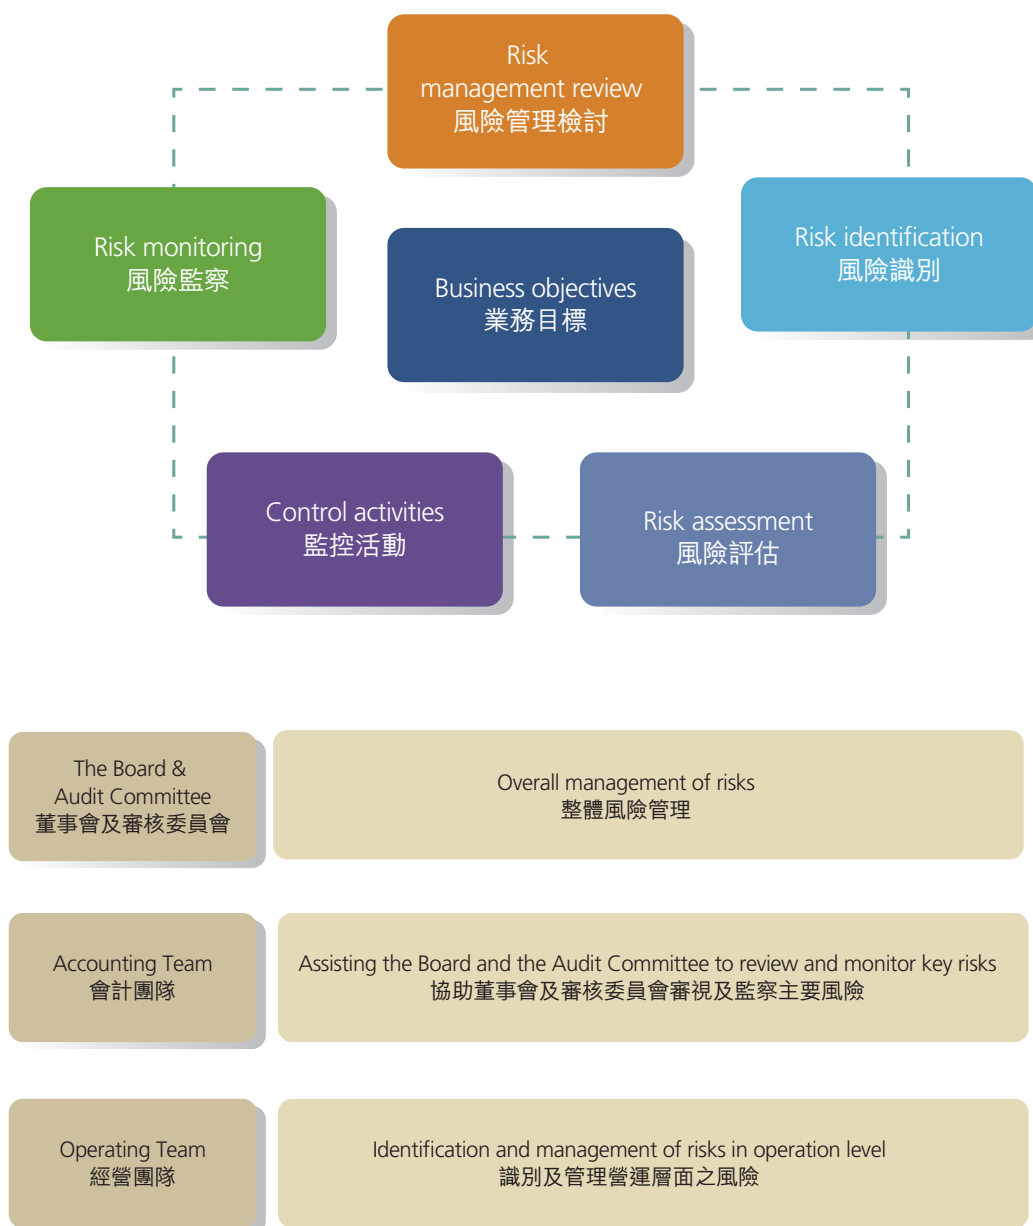 Risk
management review
風險管理檢討
Risk monitoring
風險監察
Risk identification
風險識別
Business objectives
業務目標
Control activities
監控活動
Risk assessment
風險評估
The Board &
Audit Committee
董事會及審核委員會
Overall management of risks
整體風險管理
Accounting Team
會計團隊
Assisting the Board and the Audit Committee to review and monitor key risks
協助董事會及審核委員會審視及監察主要風險
Operating Team
經營團隊
Identification and management of risks in operation level
識別及管理營運層面之風險